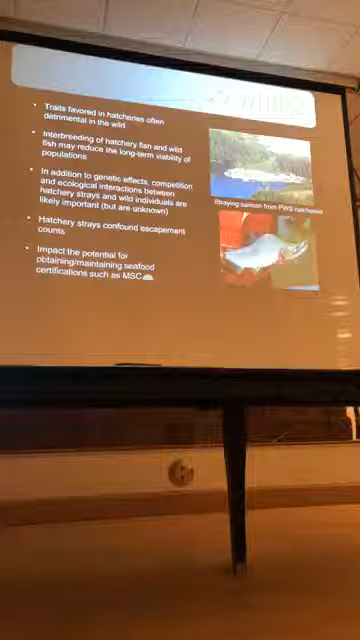 • Traits favored in hatcheries often
detrimental in the wild
• Interbreeding of hatchery fish and wild
fish may reduce the long-term viability of
populations
• In addition to genetic effects, competition
and ecological interactions between
hatchery strays and wild individuals are
likely important (but are unknown)
• Hatchery strays confound escapement
counts
• Impact the potential for
obtaining/maintaining seafood
certifications such as MSC
Straying salmon from PWS hatcheries